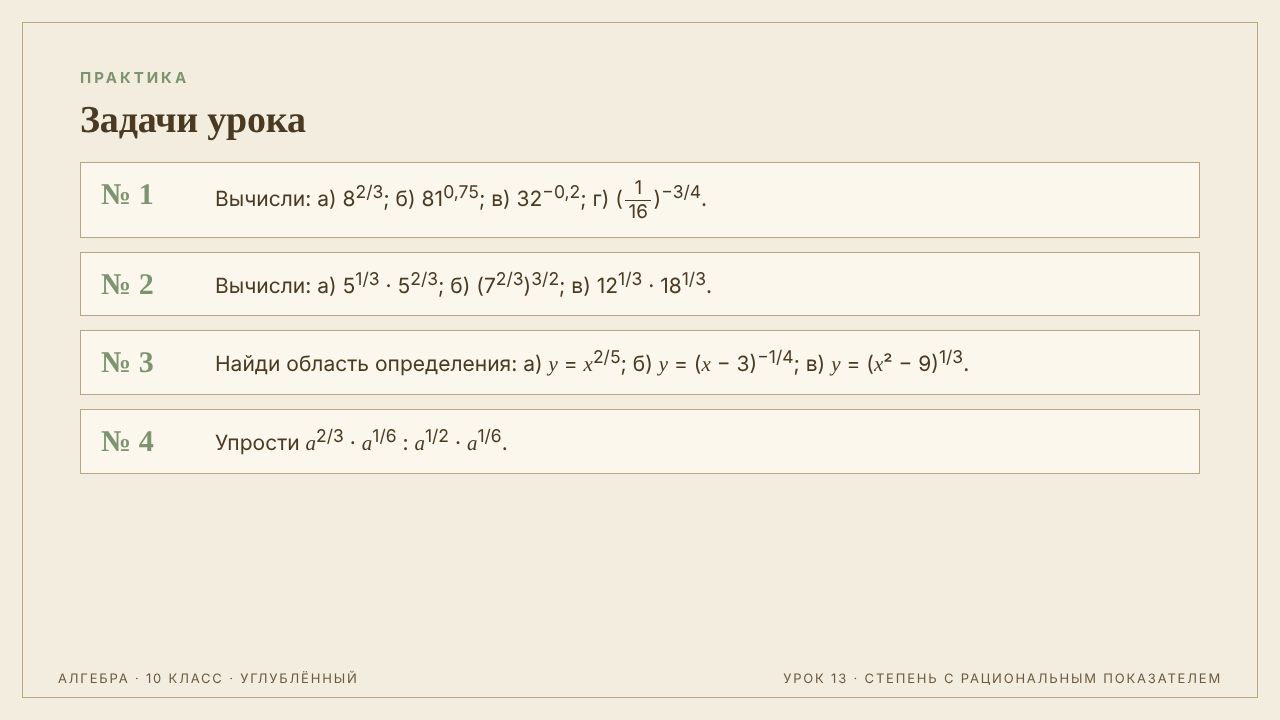 ПРАКТИКА
Задачи урока
№ 1 Вычисли: а) 8^{2/3}; б) 81^{0,75}; в) 32^{−0,2}; г) (\frac{1}{16})^{−3/4}.
№ 2 Вычисли: а) 5^{1/3} · 5^{2/3}; б) (7^{2/3})^{3/2}; в) 12^{1/3} · 18^{1/3}.
№ 3 Найди область определения: а) y = x^{2/5}; б) y = (x − 3)^{−1/4}; в) y = (x² − 9)^{1/3}.
№ 4 Упрости a^{2/3} · a^{1/6} : a^{1/2} · a^{1/6}.
АЛГЕБРА · 10 КЛАСС · УГЛУБЛЁННЫЙ
УРОК 13 · СТЕПЕНЬ С РАЦИОНАЛЬНЫМ ПОКАЗАТЕЛЕМ